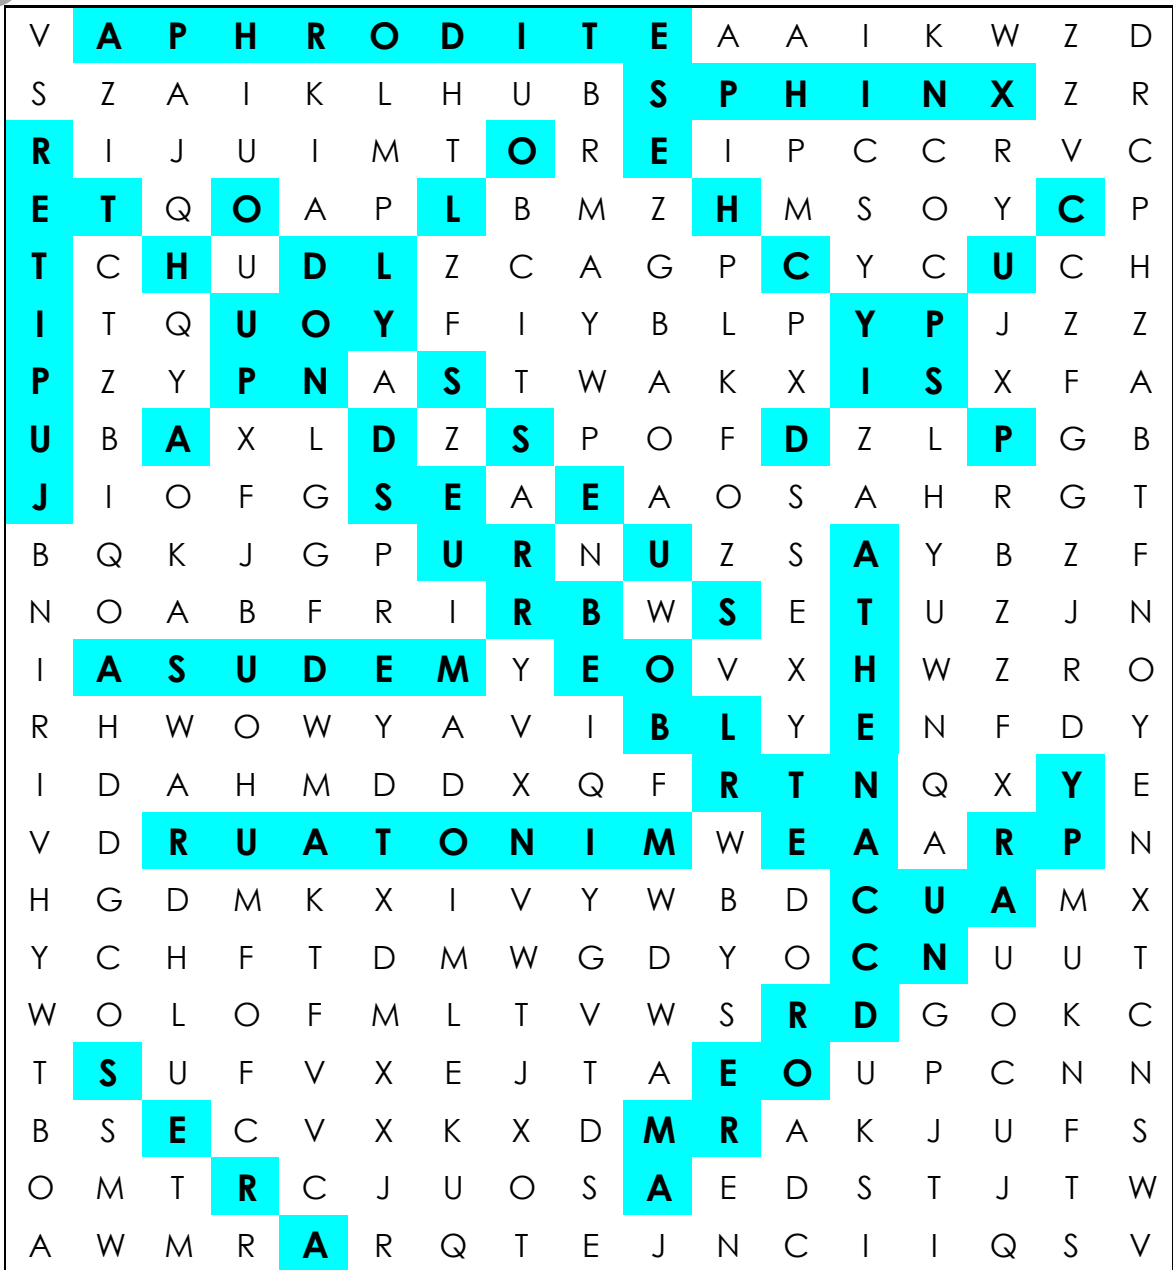 V A P H R O D I T E A A I K W Z D
S Z A I K L H U B S P H I N X Z R
R I J U I M T O R E I P C C R V C
E T Q O A P L B M Z H M S O Y C P
T C H U D L Z C A G P C Y C U C H
I T Q U O Y F I Y B L P Y P J Z Z
P Z Y P N A S T W A K X I S X F A
U B A X L D Z S P O F D Z L P G B
J I O F G S E A E A O S A H R G T
B Q K J G P U R N U Z S A Y B Z F
N O A B F R I R B W S E T U Z J N
I A S U D E M Y E O V X H W Z R O
R H W O W Y A V I B L Y E N F D Y
I D A H M D D X Q F R T N Q X Y E
V D R U A T O N I M W E A A R P N
H G D M K X I V Y W B D C U A M X
Y C H F T D M W G D Y O C N U U T
W O L O F M L T V W S R D G O K C
T S U F V X E J T A E O U P C N N
B S E C V X K X D M R A K J U F S
O M T R C J U O S A E D S T J T W
A W M R A R Q T E J N C I I Q S V